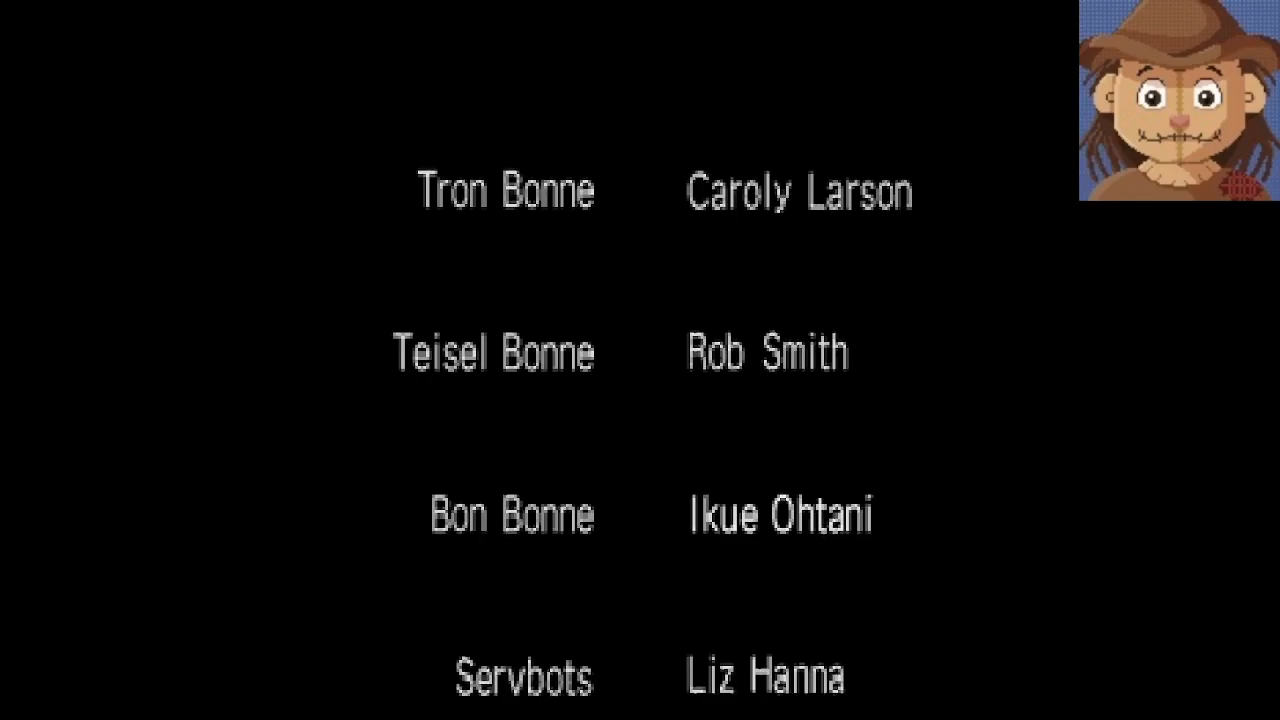 Tron Bonne Caroly Larson
Teisel Bonne Rob Smith
Bon Bonne Ikue Ohtani
Servbots Liz Hanna